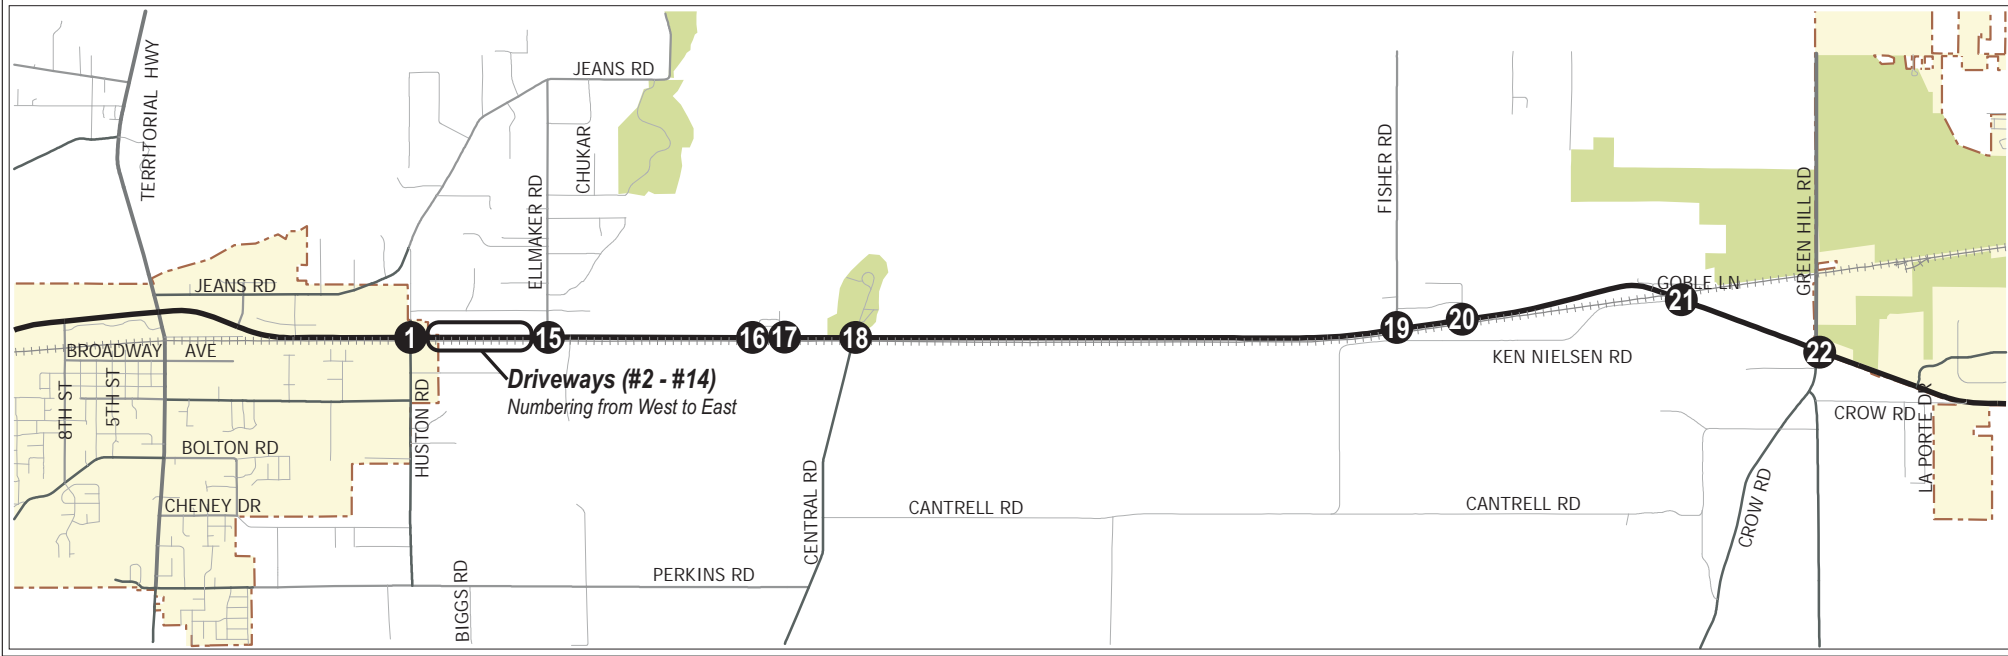 JEANS RD
TERRITORIAL HWY
CHUKAR
ELLMAKER RD
FISHER RD
GREEN HILL RD
JEANS RD
GOBLE LN
1
15
16
17
18
19
20
21
22
BROADWAY AVE
KEN NIELSEN RD
Driveways (#2 - #14)
Numbering from West to East
8TH ST
5TH ST
HUSTON RD
CROW RD
LA PORTE DR
BOLTON RD
CHENEY DR
CENTRAL RD
CANTRELL RD
CANTRELL RD
CROW RD
PERKINS RD
BIGGS RD